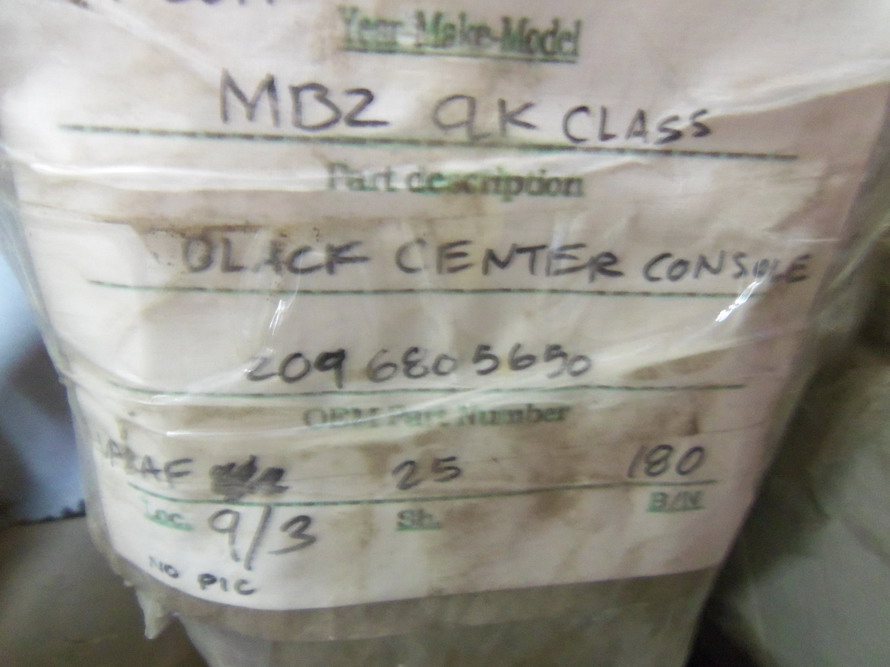 Year Make-Model
MBZ CLK CLASS
Part description
BLACK CENTER CONSOLE
209 680 5650
OEM Part Number
25 180
Loc. 9/3 Sh. B/N
NO PIC